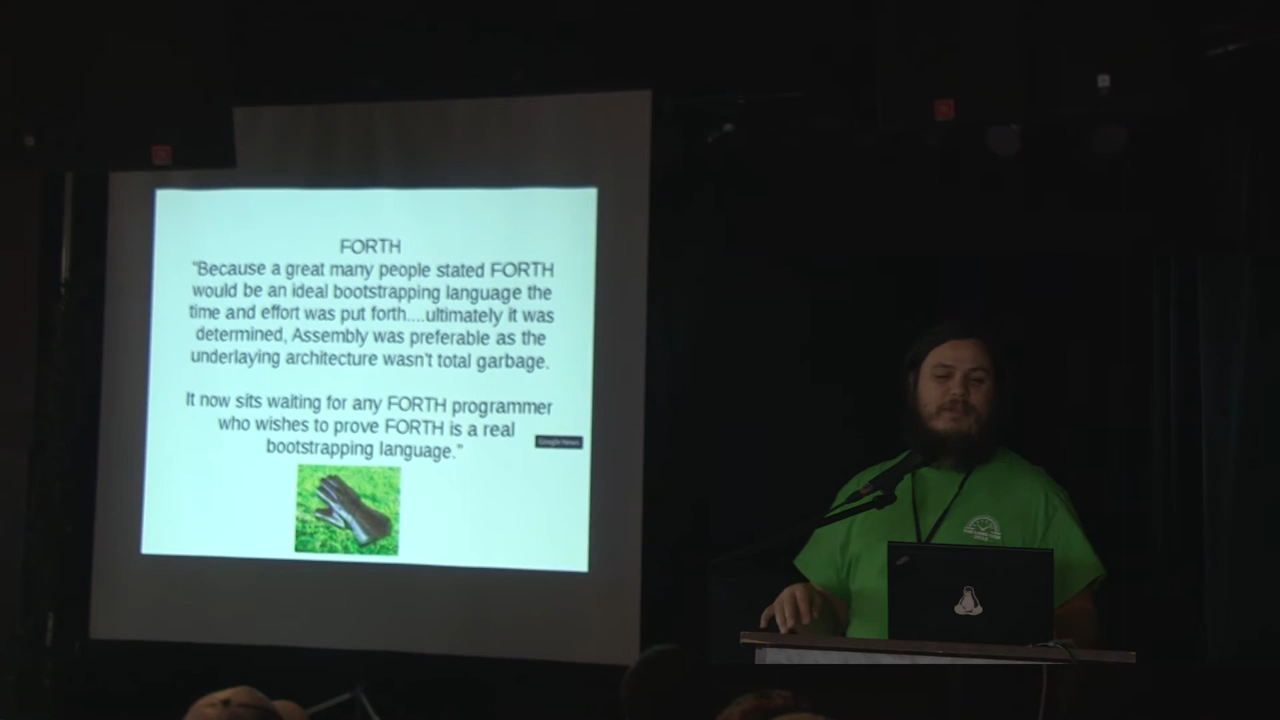 FORTH
"Because a great many people stated FORTH
would be an ideal bootstrapping language the
time and effort was put forth....ultimately it was
determined, Assembly was preferable as the
underlaying architecture wasn't total garbage.
It now sits waiting for any FORTH programmer
who wishes to prove FORTH is a real
bootstrapping language."
Google News